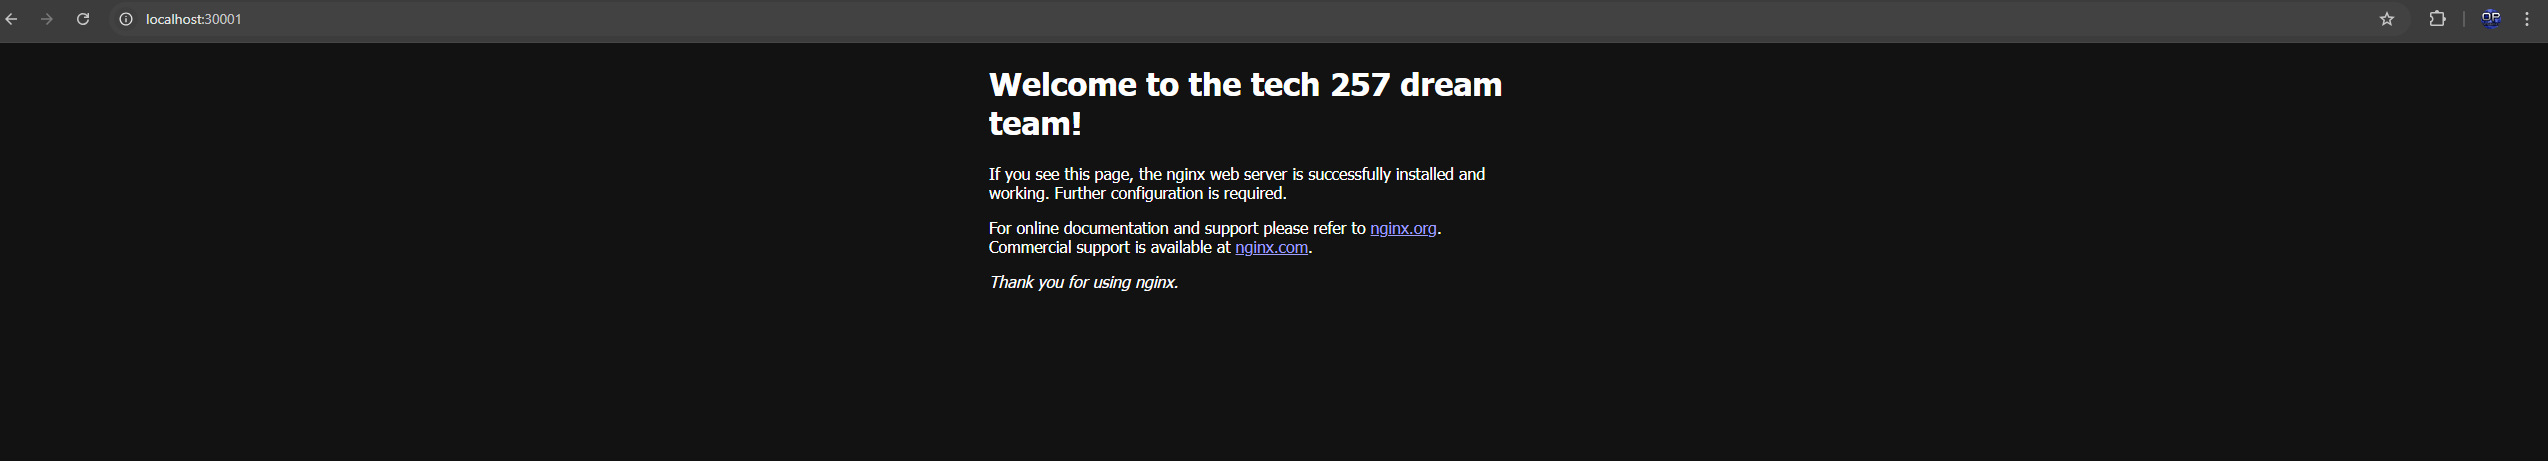 localhost:30001
OP
Welcome to the tech 257 dream
team!
If you see this page, the nginx web server is successfully installed and
working. Further configuration is required.
For online documentation and support please refer to nginx.org.
Commercial support is available at nginx.com.
Thank you for using nginx.